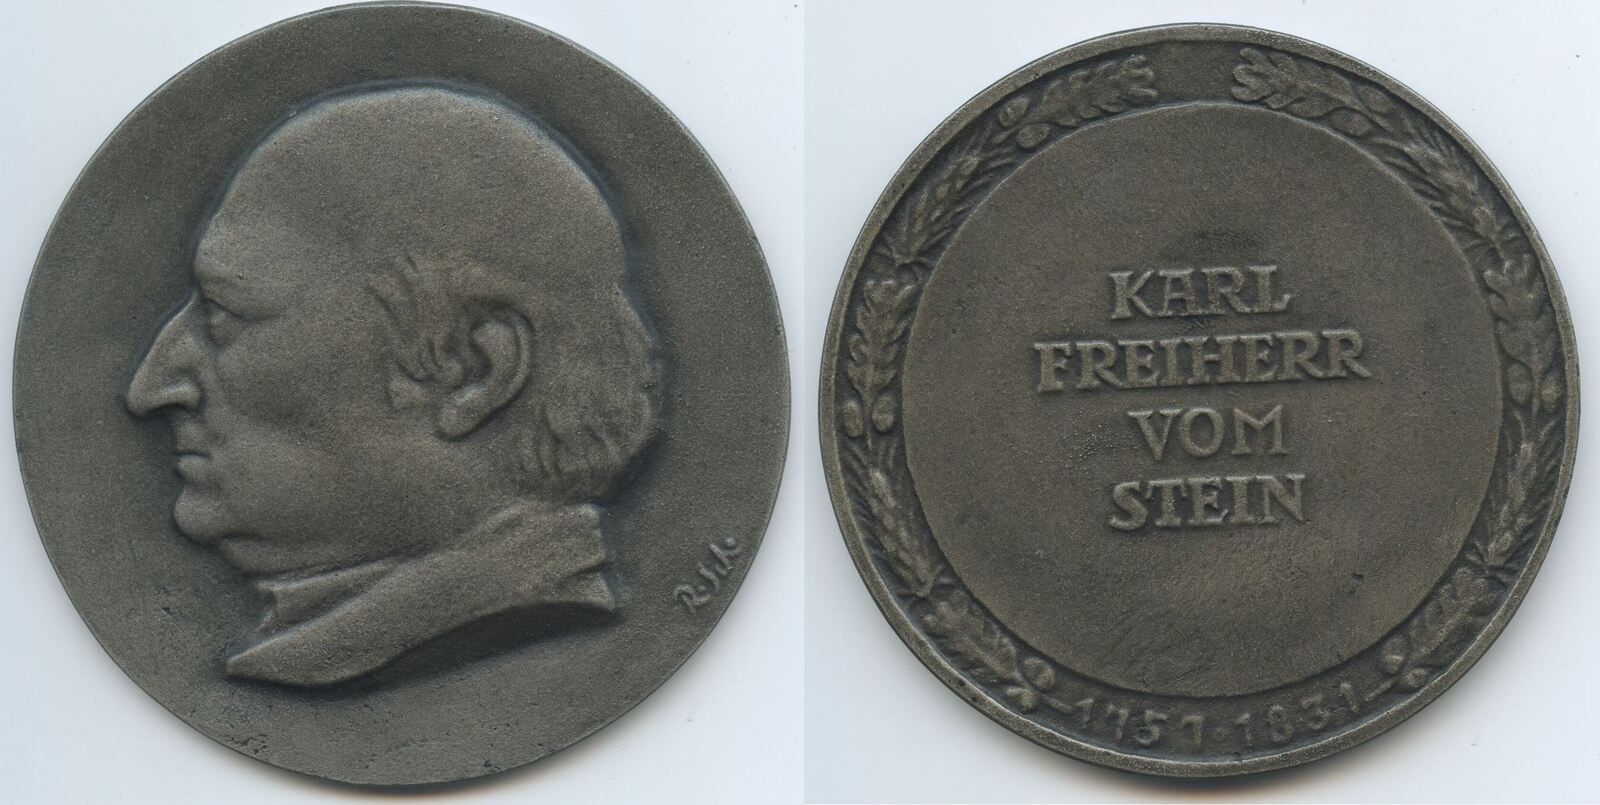 KARL
FREIHERR
VOM
STEIN
1757·1831